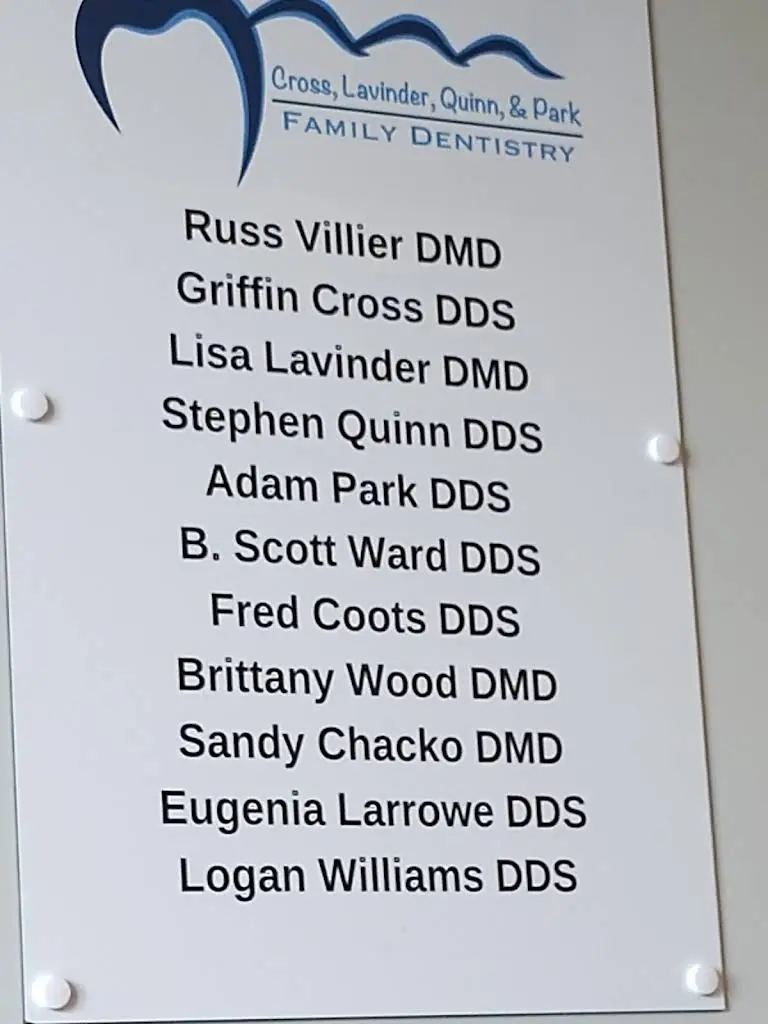 Cross, Lavinder, Quinn, & Park
FAMILY DENTISTRY
Russ Villier DMD
Griffin Cross DDS
Lisa Lavinder DMD
Stephen Quinn DDS
Adam Park DDS
B. Scott Ward DDS
Fred Coots DDS
Brittany Wood DMD
Sandy Chacko DMD
Eugenia Larrowe DDS
Logan Williams DDS